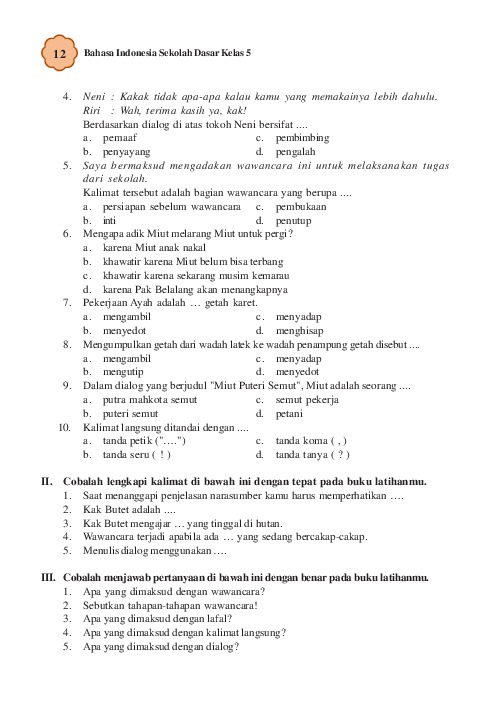 12 Bahasa Indonesia Sekolah Dasar Kelas 5
4. Neni : Kakak tidak apa-apa kalau kamu yang memakainya lebih dahulu.
Riri : Wah, terima kasih ya, kak!
Berdasarkan dialog di atas tokoh Neni bersifat ....
a. pemaaf c. pembimbing
b. penyayang d. pengalah
5. Saya bermaksud mengadakan wawancara ini untuk melaksanakan tugas
dari sekolah.
Kalimat tersebut adalah bagian wawancara yang berupa ....
a. persiapan sebelum wawancara c. pembukaan
b. inti d. penutup
6. Mengapa adik Miut melarang Miut untuk pergi?
a. karena Miut anak nakal
b. khawatir karena Miut belum bisa terbang
c. khawatir karena sekarang musim kemarau
d. karena Pak Belalang akan menangkapnya
7. Pekerjaan Ayah adalah ... getah karet.
a. mengambil c. menyadap
b. menyedot d. menghisap
8. Mengumpulkan getah dari wadah latek ke wadah penampung getah disebut ....
a. mengambil c. menyadap
b. mengutip d. menyedot
9. Dalam dialog yang berjudul "Miut Puteri Semut", Miut adalah seorang ....
a. putra mahkota semut c. semut pekerja
b. puteri semut d. petani
10. Kalimat langsung ditandai dengan ....
a. tanda petik ("....") c. tanda koma ( , )
b. tanda seru ( ! ) d. tanda tanya ( ? )
II. Cobalah lengkapi kalimat di bawah ini dengan tepat pada buku latihanmu.
1. Saat menanggapi penjelasan narasumber kamu harus memperhatikan ....
2. Kak Butet adalah ....
3. Kak Butet mengajar ... yang tinggal di hutan.
4. Wawancara terjadi apabila ada ... yang sedang bercakap-cakap.
5. Menulis dialog menggunakan ....
III. Cobalah menjawab pertanyaan di bawah ini dengan benar pada buku latihanmu.
1. Apa yang dimaksud dengan wawancara?
2. Sebutkan tahapan-tahapan wawancara!
3. Apa yang dimaksud dengan lafal?
4. Apa yang dimaksud dengan kalimat langsung?
5. Apa yang dimaksud dengan dialog?